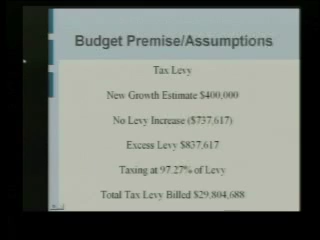 Budget Premise/Assumptions
Tax Levy
New Growth Estimate $400,000
No Levy Increase ($737,617)
Excess Levy $837,617
Taxing at 97.27% of Levy
Total Tax Levy Billed $29,804,688